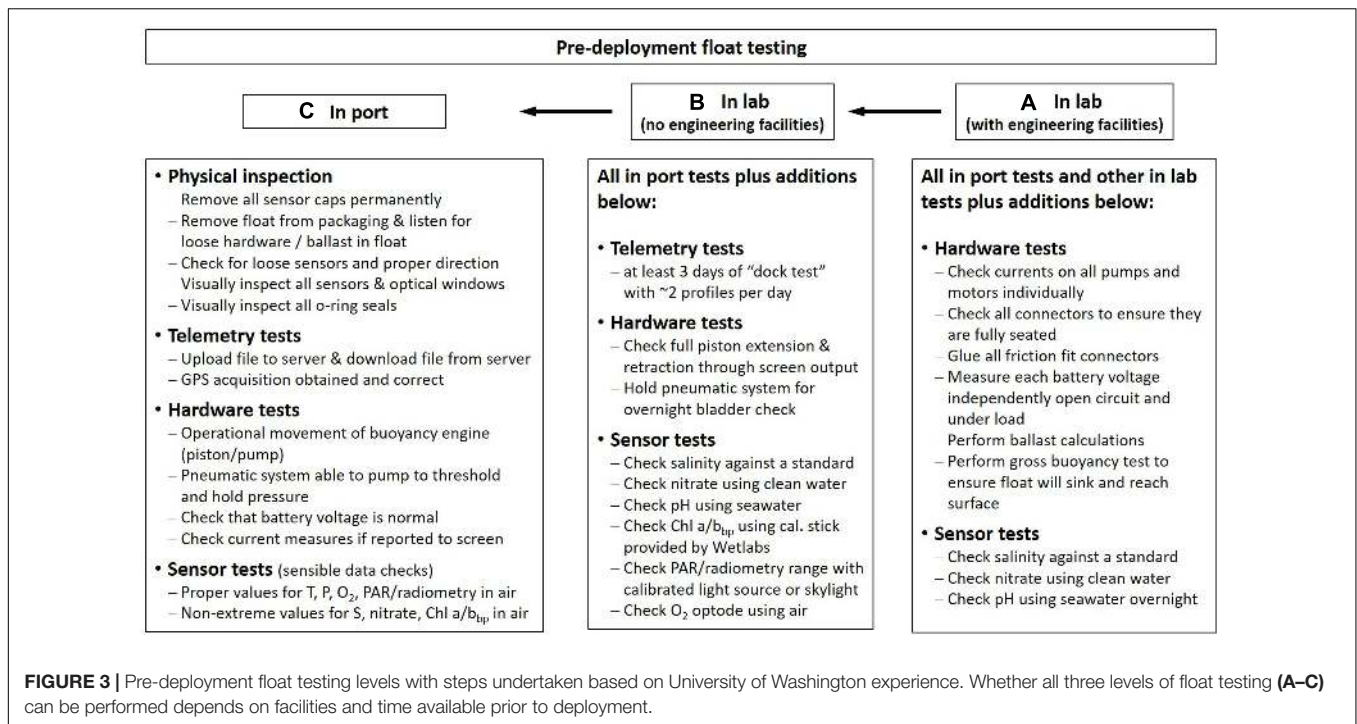 Pre-deployment float testing
C In port
B In lab
(no engineering facilities)
A In lab
(with engineering facilities)
• Physical inspection
Remove all sensor caps permanently
– Remove float from packaging & listen for
loose hardware / ballast in float
– Check for loose sensors and proper direction
Visually inspect all sensors & optical windows
– Visually inspect all o-ring seals
• Telemetry tests
– Upload file to server & download file from server
– GPS acquisition obtained and correct
• Hardware tests
– Operational movement of buoyancy engine
(piston/pump)
– Pneumatic system able to pump to threshold
and hold pressure
– Check that battery voltage is normal
– Check current measures if reported to screen
• Sensor tests (sensible data checks)
– Proper values for T, P, O₂, PAR/radiometry in air
– Non-extreme values for S, nitrate, Chl a/b_bp in air
All in port tests plus additions
below:
• Telemetry tests
– at least 3 days of "dock test"
with ~2 profiles per day
• Hardware tests
– Check full piston extension &
retraction through screen output
– Hold pneumatic system for
overnight bladder check
• Sensor tests
– Check salinity against a standard
– Check nitrate using clean water
– Check pH using seawater
– Check Chl a/b_bp using cal. stick
provided by Wetlabs
– Check PAR/radiometry range with
calibrated light source or skylight
– Check O₂ optode using air
All in port tests and other in lab
tests plus additions below:
• Hardware tests
– Check currents on all pumps and
motors individually
– Check all connectors to ensure they
are fully seated
– Glue all friction fit connectors
– Measure each battery voltage
independently open circuit and
under load
Perform ballast calculations
– Perform gross buoyancy test to
ensure float will sink and reach
surface
• Sensor tests
– Check salinity against a standard
– Check nitrate using clean water
– Check pH using seawater overnight
FIGURE 3 | Pre-deployment float testing levels with steps undertaken based on University of Washington experience. Whether all three levels of float testing (A–C)
can be performed depends on facilities and time available prior to deployment.